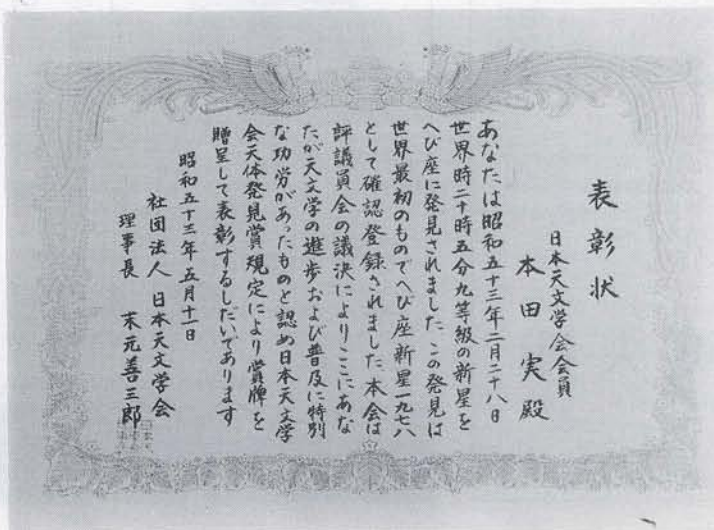 表彰状
日本天文学会会員
本田実殿
あなたは昭和五十三年二月二十八日
世界時二十時五分九等級の新星を
へび座に発見されました この発見は
世界最初のものでへび座新星一九七八
として確認登録されました 本会は
評議員会の議決によりここにあな
たが天文学の進歩および普及に特別
な功労があったものと認め日本天文学
会天体発見賞規定により賞牌を
贈呈して表彰するしだいであります
昭和五十三年五月十一日
社団法人 日本天文学会
理事長 末元善三郎